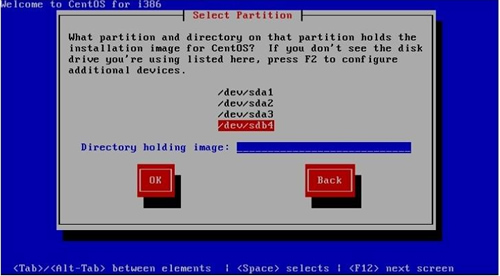 Welcome to CentOS for i386
Select Partition
What partition and directory on that partition holds the
installation image for CentOS?  If you don't see the disk
drive you're using listed here, press F2 to configure
additional devices.
/dev/sda1
/dev/sda2
/dev/sda3
/dev/sdb4
Directory holding image:
OK
Back
<Tab>/<Alt-Tab> between elements  | <Space> selects | <F12> next screen